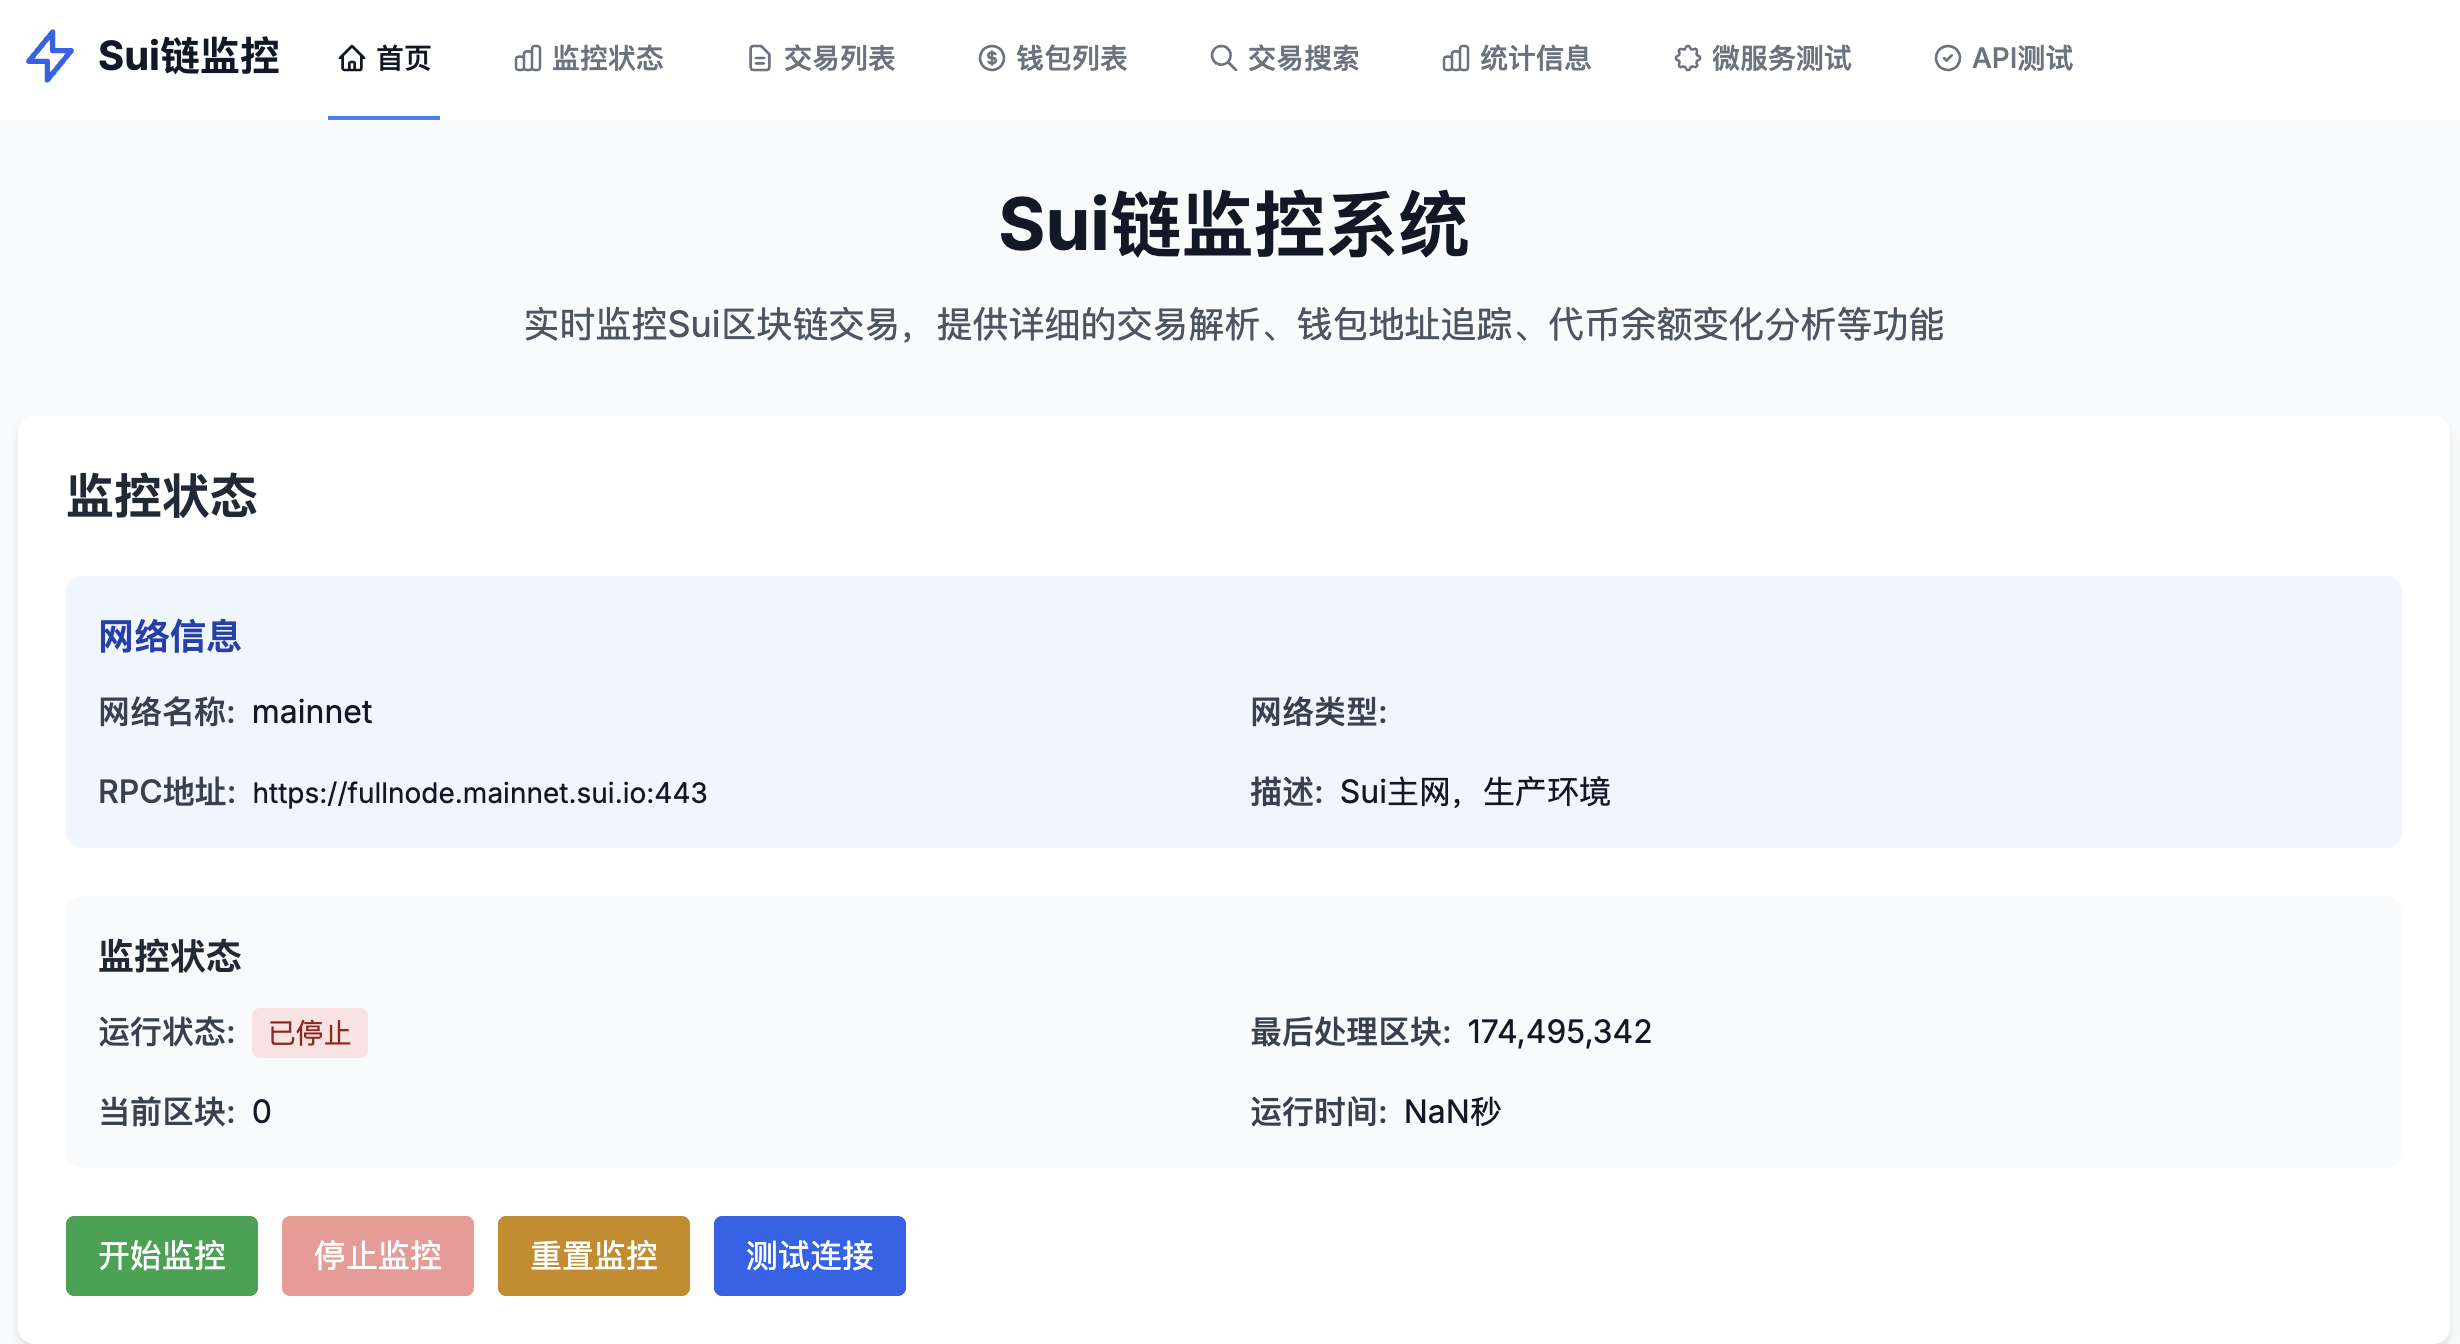 Sui链监控 首页 监控状态 交易列表 钱包列表 交易搜索 统计信息 微服务测试 API测试
Sui链监控系统
实时监控Sui区块链交易，提供详细的交易解析、钱包地址追踪、代币余额变化分析等功能
监控状态
网络信息
网络名称: mainnet 网络类型:
RPC地址: https://fullnode.mainnet.sui.io:443 描述: Sui主网，生产环境
监控状态
运行状态: 已停止 最后处理区块: 174,495,342
当前区块: 0 运行时间: NaN秒
开始监控 停止监控 重置监控 测试连接